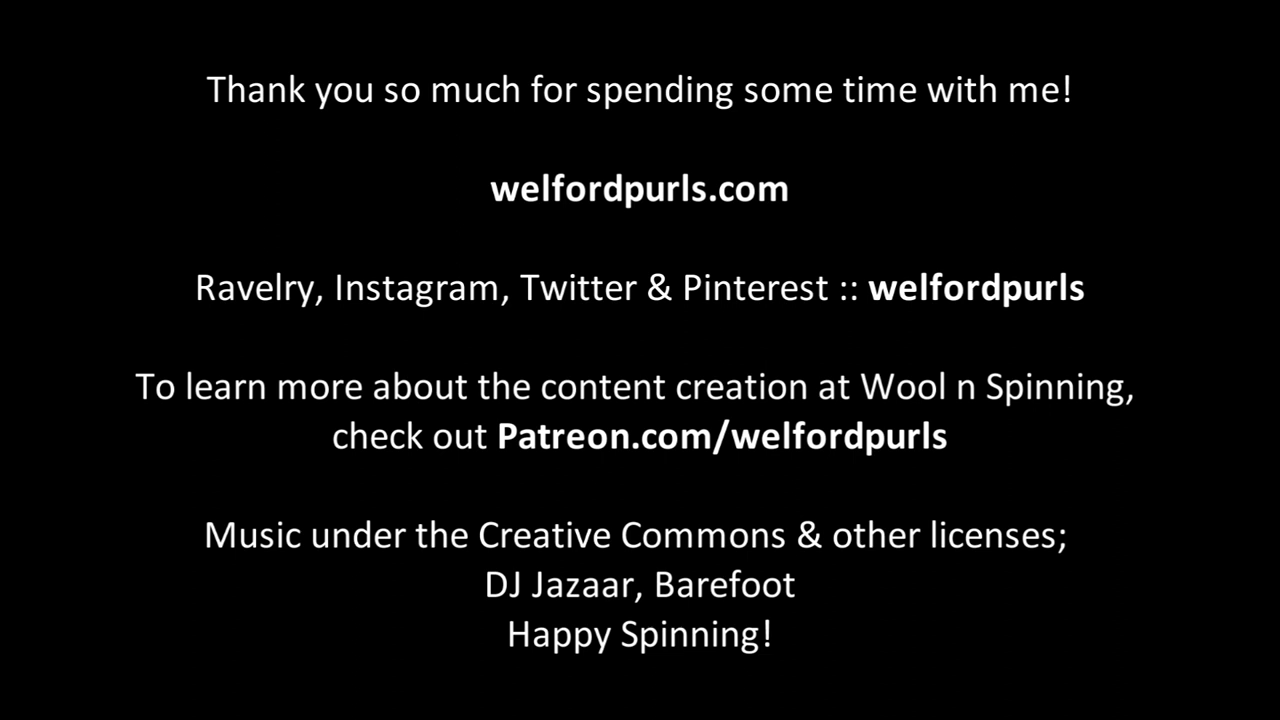 Thank you so much for spending some time with me!
welfordpurls.com
Ravelry, Instagram, Twitter & Pinterest :: welfordpurls
To learn more about the content creation at Wool n Spinning,
check out Patreon.com/welfordpurls
Music under the Creative Commons & other licenses;
DJ Jazaar, Barefoot
Happy Spinning!